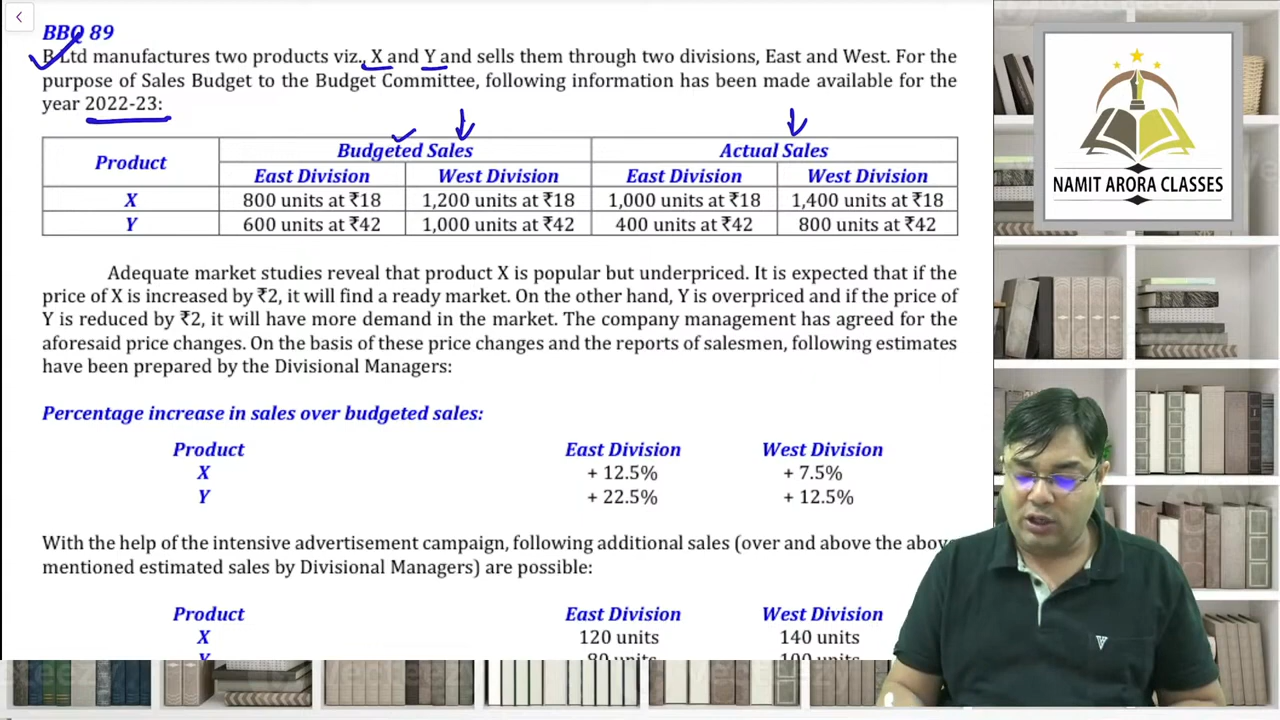 BBQ 89
B Ltd manufactures two products viz., X and Y and sells them through two divisions, East and West. For the
purpose of Sales Budget to the Budget Committee, following information has been made available for the
year 2022-23:
Product Budgeted Sales Actual Sales
East Division West Division East Division West Division
X 800 units at ₹18 1,200 units at ₹18 1,000 units at ₹18 1,400 units at ₹18
Y 600 units at ₹42 1,000 units at ₹42 400 units at ₹42 800 units at ₹42
Adequate market studies reveal that product X is popular but underpriced. It is expected that if the
price of X is increased by ₹2, it will find a ready market. On the other hand, Y is overpriced and if the price of
Y is reduced by ₹2, it will have more demand in the market. The company management has agreed for the
aforesaid price changes. On the basis of these price changes and the reports of salesmen, following estimates
have been prepared by the Divisional Managers:
Percentage increase in sales over budgeted sales:
Product East Division West Division
X + 12.5% + 7.5%
Y + 22.5% + 12.5%
With the help of the intensive advertisement campaign, following additional sales (over and above the above
mentioned estimated sales by Divisional Managers) are possible:
Product East Division West Division
X 120 units 140 units
Y 80 units 100 units
NAMIT ARORA CLASSES